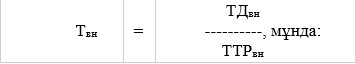 ТДвн
Твн = ----------, мұнда:
ТТРвн